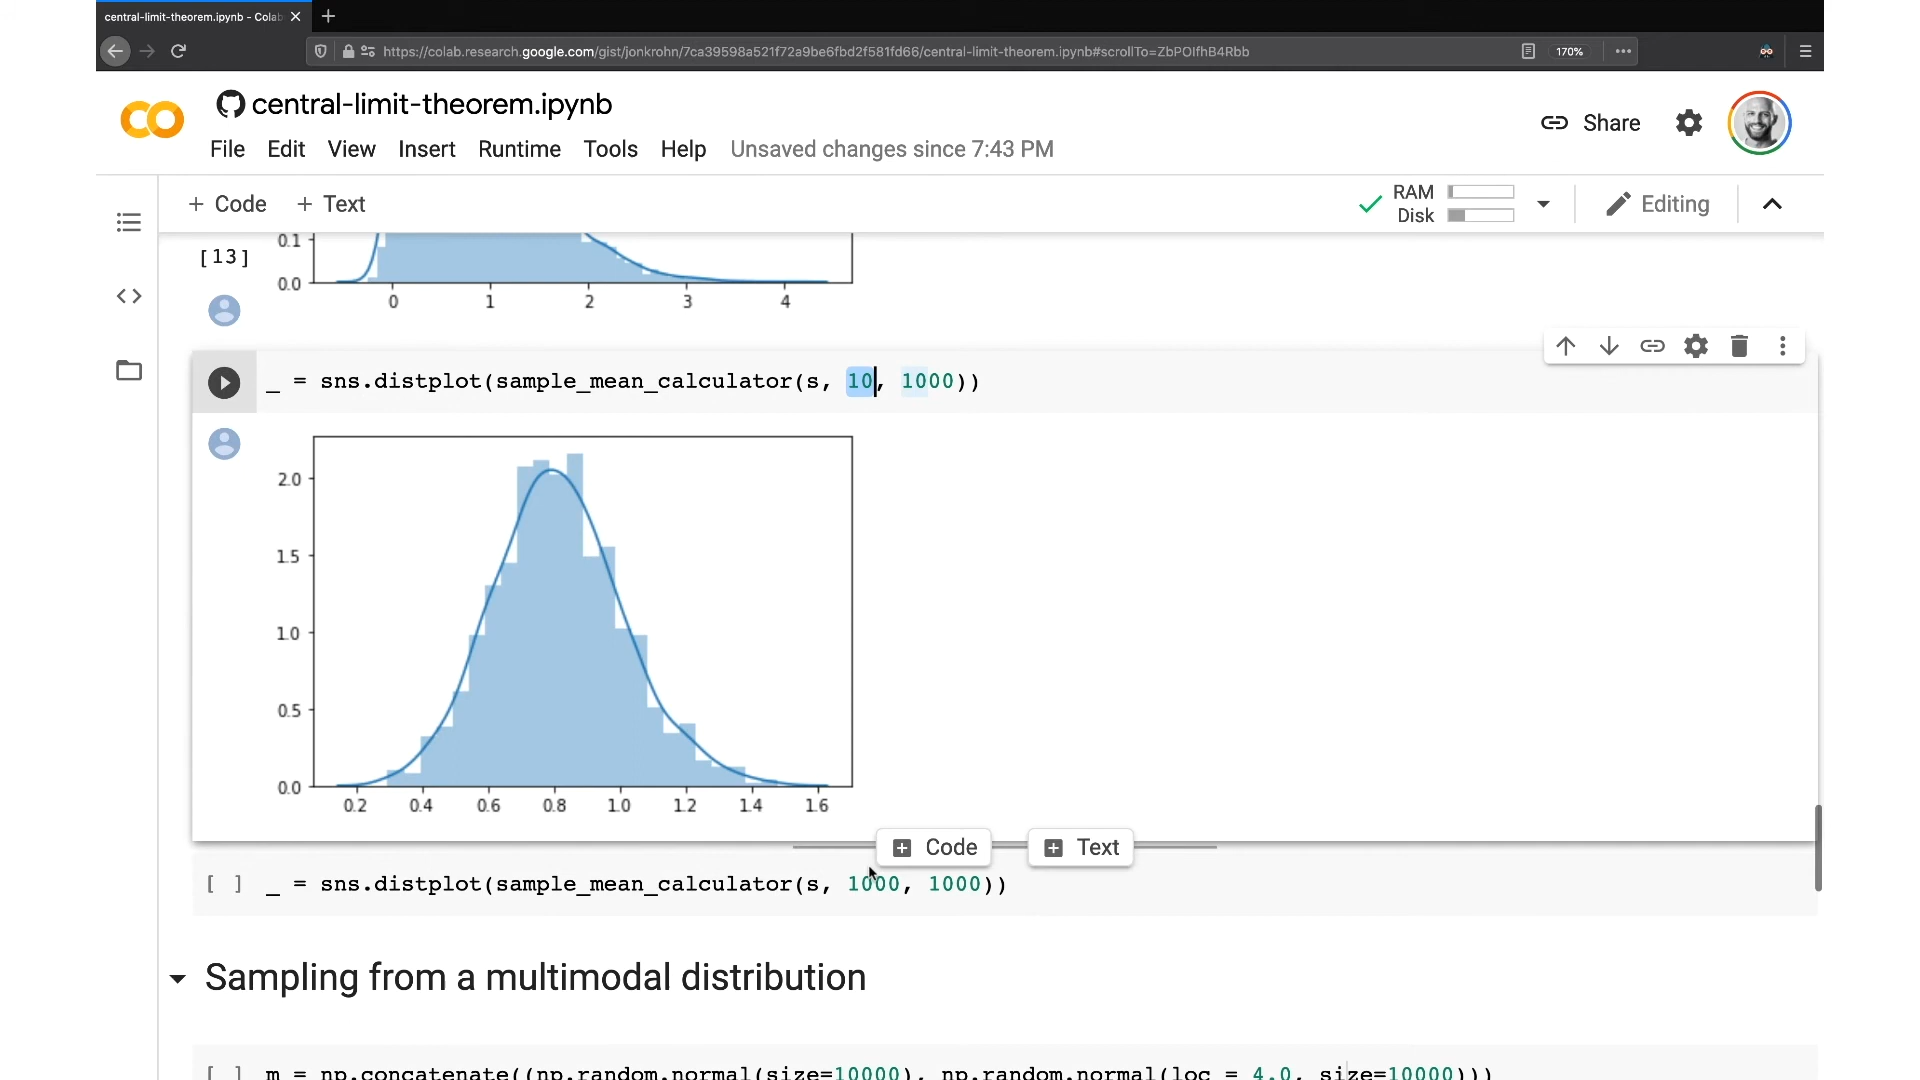 central-limit-theorem.ipynb - Colab
https://colab.research.google.com/gist/jonkrohn/7ca39598a521f72a9be6fbd2f581fd66/central-limit-theorem.ipynb#scrollTo=ZbPOIfhB4Rbb
170%
central-limit-theorem.ipynb
Share
File Edit View Insert Runtime Tools Help Unsaved changes since 7:43 PM
+ Code + Text
RAM
Disk
Editing
[13]
0.1
0.0
0 1 2 3 4
_ = sns.distplot(sample_mean_calculator(s, 10, 1000))
2.0
1.5
1.0
0.5
0.0
0.2 0.4 0.6 0.8 1.0 1.2 1.4 1.6
Code Text
[ ] _ = sns.distplot(sample_mean_calculator(s, 1000, 1000))
Sampling from a multimodal distribution
[ ] m = np.concatenate((np.random.normal(size=10000), np.random.normal(loc = 4.0, size=10000)))